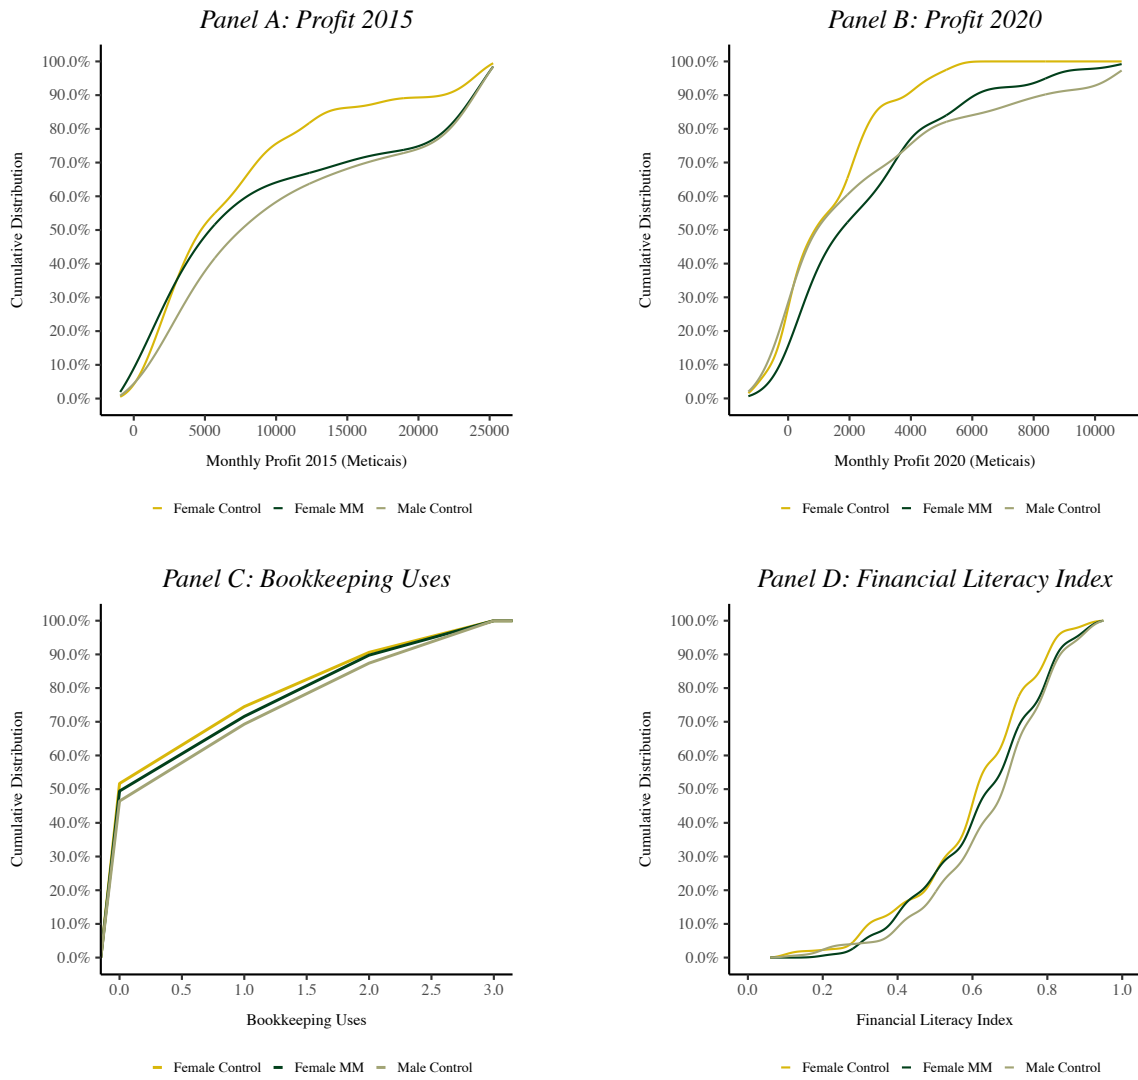 Panel A: Profit 2015
100.0%
90.0%
80.0%
70.0%
60.0%
50.0%
40.0%
30.0%
20.0%
10.0%
0.0%
Cumulative Distribution
0 5000 10000 15000 20000 25000
Monthly Profit 2015 (Meticais)
Female Control Female MM Male Control
Panel B: Profit 2020
100.0%
90.0%
80.0%
70.0%
60.0%
50.0%
40.0%
30.0%
20.0%
10.0%
0.0%
Cumulative Distribution
0 2000 4000 6000 8000 10000
Monthly Profit 2020 (Meticais)
Female Control Female MM Male Control
Panel C: Bookkeeping Uses
100.0%
90.0%
80.0%
70.0%
60.0%
50.0%
40.0%
30.0%
20.0%
10.0%
0.0%
Cumulative Distribution
0.0 0.5 1.0 1.5 2.0 2.5 3.0
Bookkeeping Uses
Female Control Female MM Male Control
Panel D: Financial Literacy Index
100.0%
90.0%
80.0%
70.0%
60.0%
50.0%
40.0%
30.0%
20.0%
10.0%
0.0%
Cumulative Distribution
0.0 0.2 0.4 0.6 0.8 1.0
Financial Literacy Index
Female Control Female MM Male Control